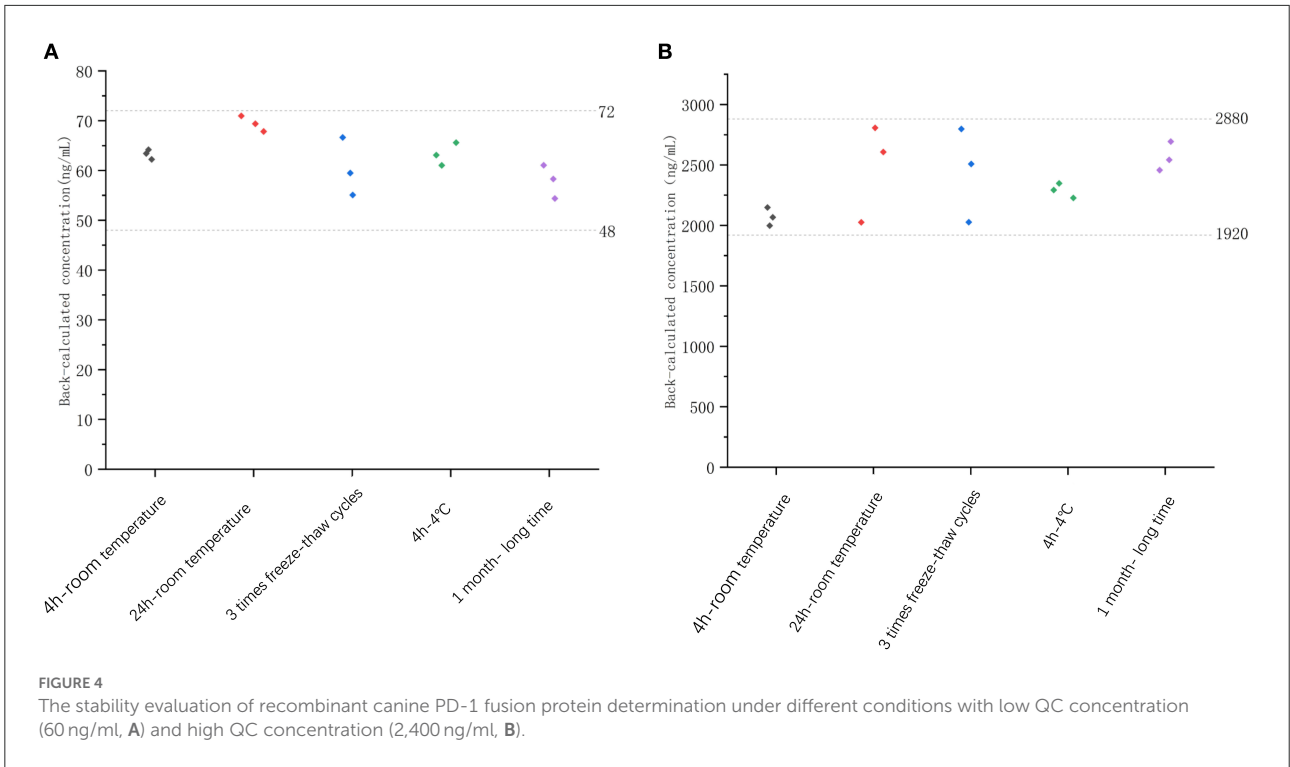 A
B
Back-calculated concentration(ng/mL)
80
70
60
50
40
30
20
10
0
72
48
4h-room temperature
24h-room temperature
3 times freeze-thaw cycles
4h-4°C
1 month- long time
Back-calculated concentration (ng/mL)
3000
2500
2000
1500
1000
500
0
2880
1920
4h-room temperature
24h-room temperature
3 times freeze-thaw cycles
4h-4°C
1 month- long time
FIGURE 4
The stability evaluation of recombinant canine PD-1 fusion protein determination under different conditions with low QC concentration
(60 ng/ml, A) and high QC concentration (2,400 ng/ml, B).